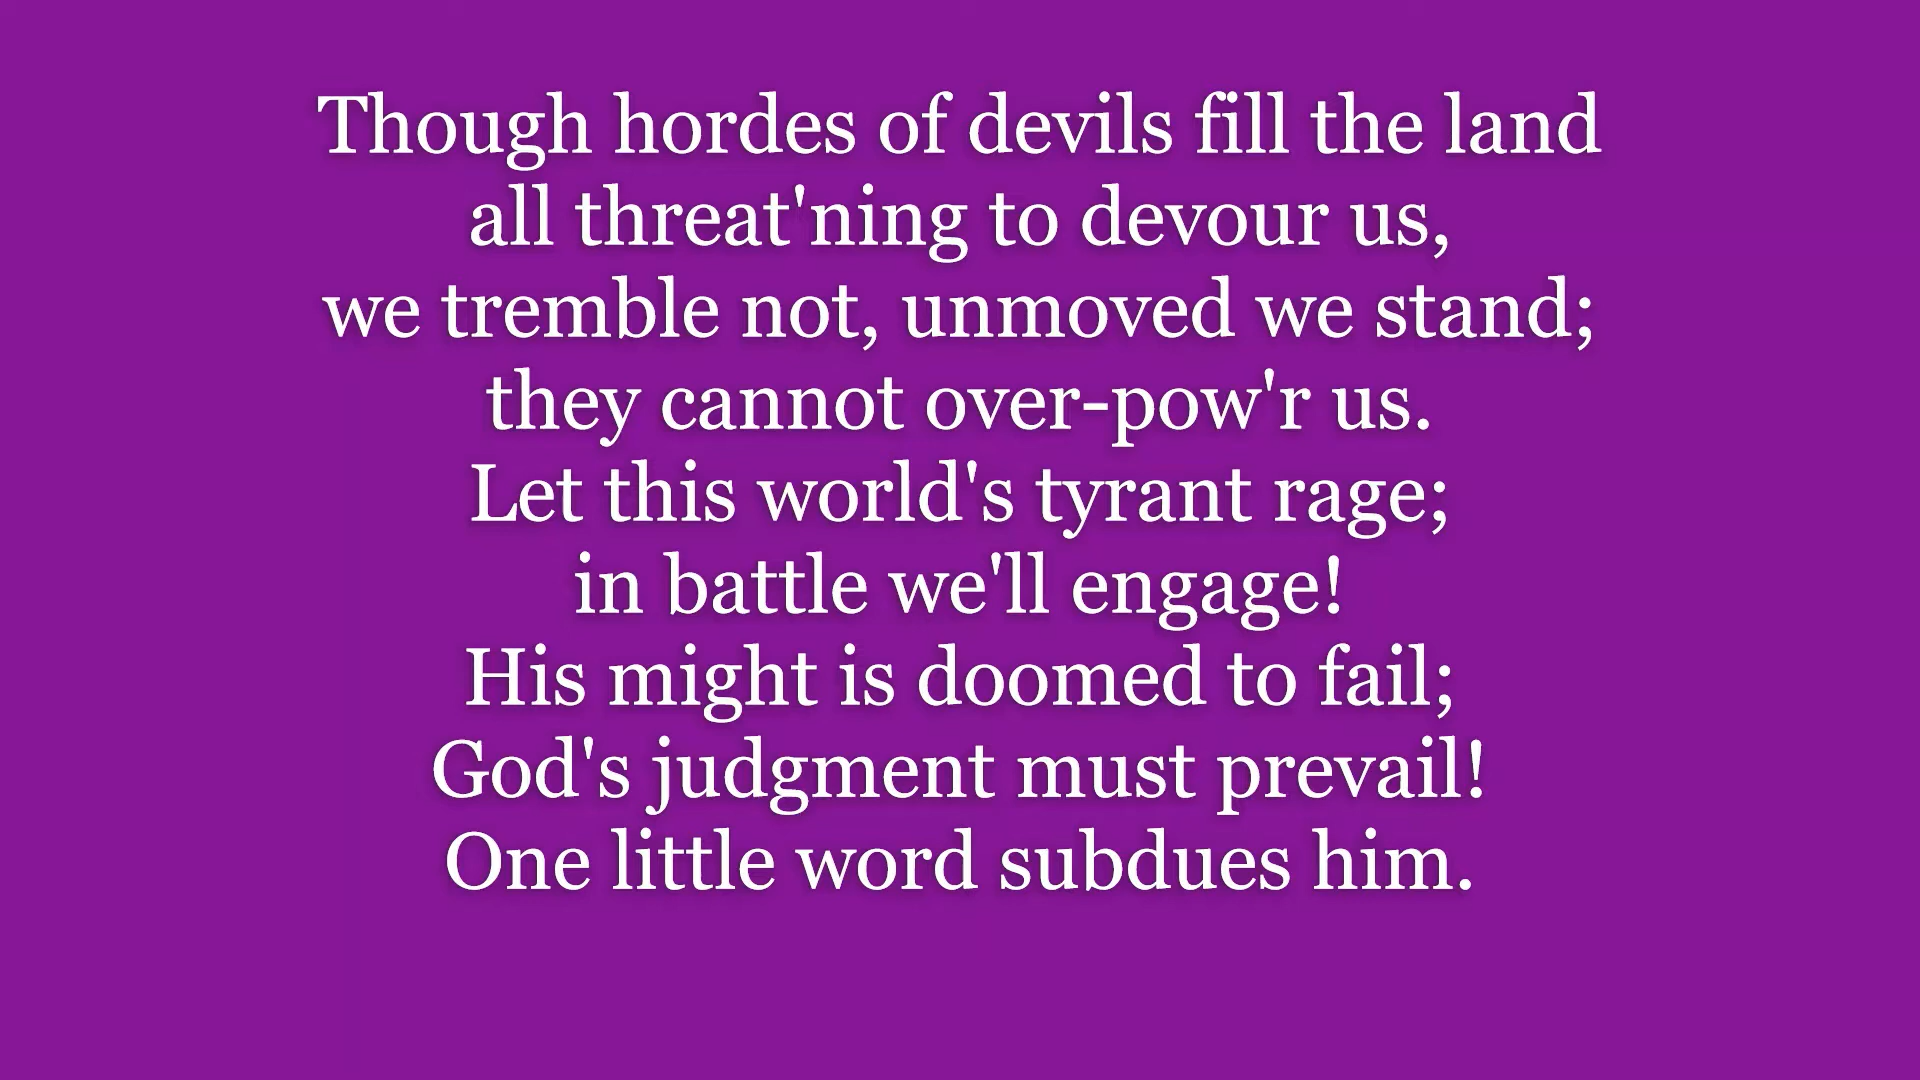 Though hordes of devils fill the land
all threat'ning to devour us,
we tremble not, unmoved we stand;
they cannot over-pow'r us.
Let this world's tyrant rage;
in battle we'll engage!
His might is doomed to fail;
God's judgment must prevail!
One little word subdues him.